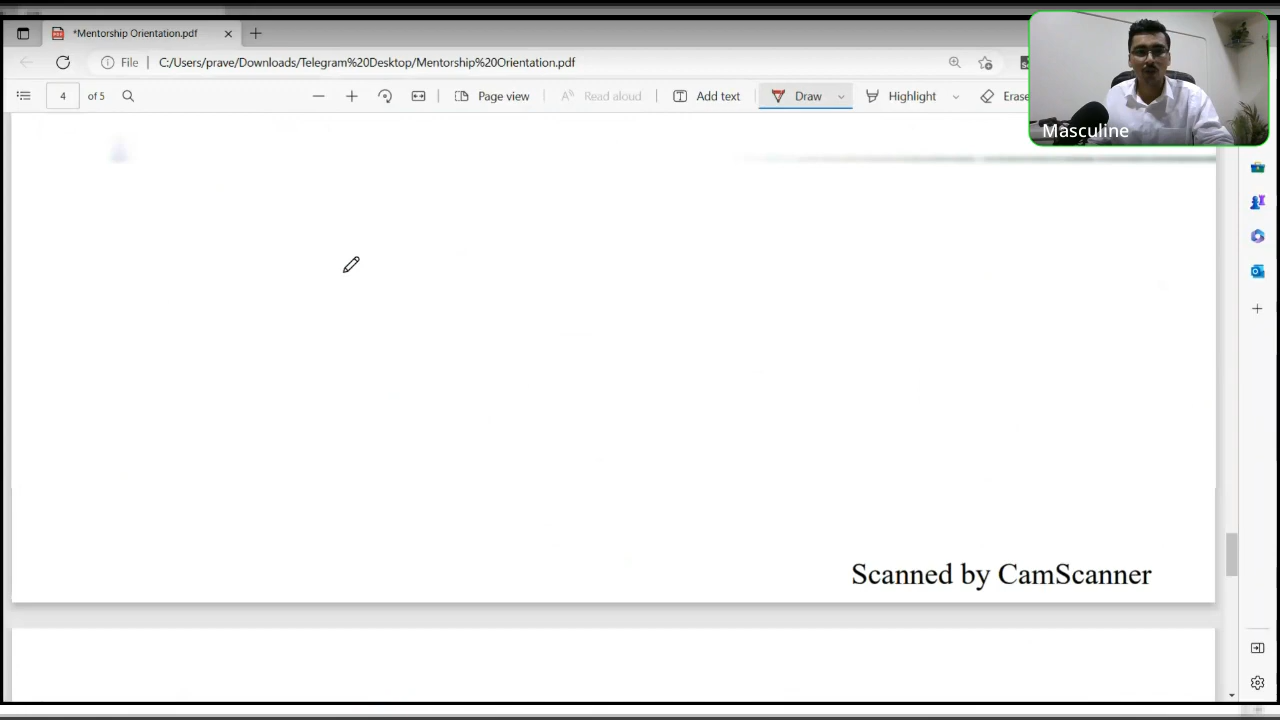 *Mentorship Orientation.pdf
File C:/Users/prave/Downloads/Telegram%20Desktop/Mentorship%20Orientation.pdf
4 of 5 Page view Read aloud Add text Draw Highlight Erase
Masculine
Scanned by CamScanner